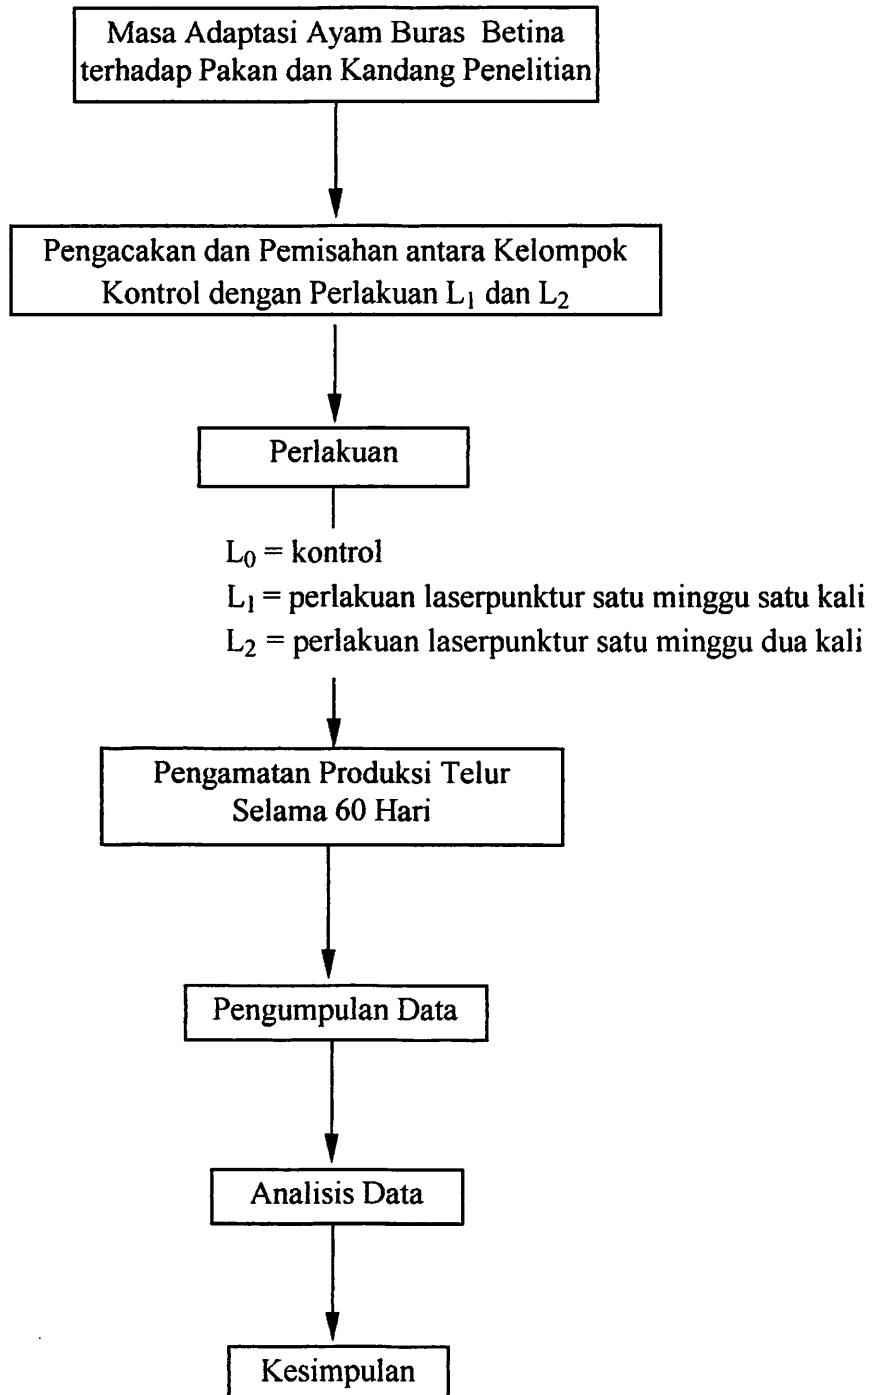 Masa Adaptasi Ayam Buras Betina
terhadap Pakan dan Kandang Penelitian
Pengacakan dan Pemisahan antara Kelompok
Kontrol dengan Perlakuan L₁ dan L₂
Perlakuan
L₀ = kontrol
L₁ = perlakuan laserpunktur satu minggu satu kali
L₂ = perlakuan laserpunktur satu minggu dua kali
Pengamatan Produksi Telur
Selama 60 Hari
Pengumpulan Data
Analisis Data
Kesimpulan